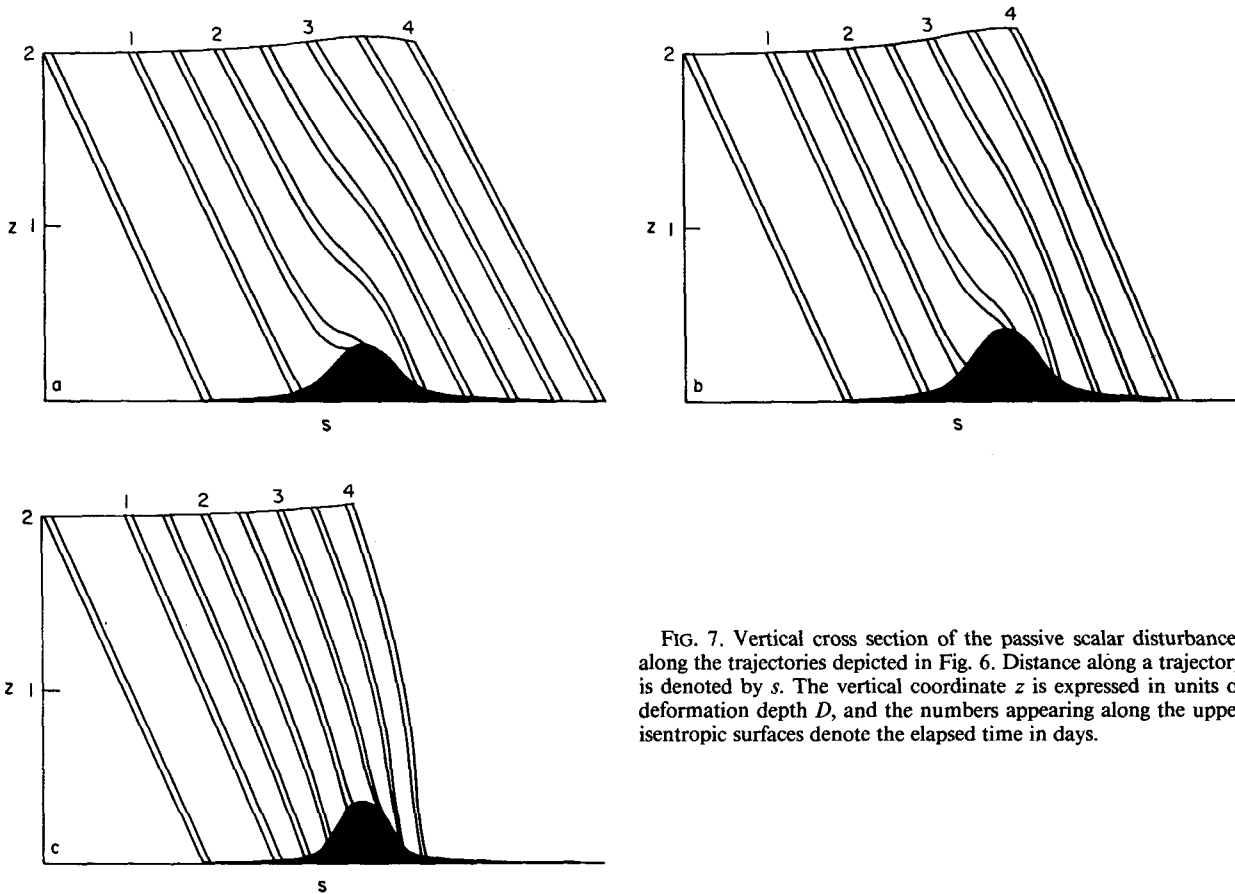 1 2 3 4
2
z 1
a
s
1 2 3 4
2
z 1
b
s
1 2 3 4
2
z 1
c
s
FIG. 7. Vertical cross section of the passive scalar disturbance
along the trajectories depicted in Fig. 6. Distance along a trajector
is denoted by s. The vertical coordinate z is expressed in units o
deformation depth D, and the numbers appearing along the uppe
isentropic surfaces denote the elapsed time in days.